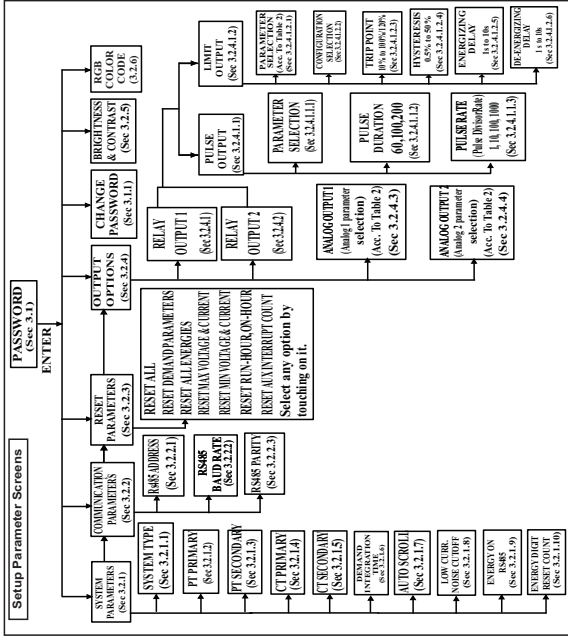 Setup Parameter Screens
PASSWORD
(Sec 3.1)
ENTER
SYSTEM
PARAMETERS
(Sec 3.2.1)
COMMUNICATION
PARAMETERS
(Sec 3.2.2)
RESET
PARAMETERS
(Sec 3.2.3)
OUTPUT
OPTIONS
(Sec 3.2.4)
CHANGE
PASSWORD
(Sec 3.1.1)
BRIGHTNESS
& CONTRAST
(Sec 3.2.5)
RGB
COLOR
CODE
(3.2.6)
SYSTEM TYPE
(Sec 3.2.1.1)
PT PRIMARY
(Sec 3.2.1.2)
PT SECONDARY
(Sec 3.2.1.3)
CT PRIMARY
(Sec 3.2.1.4)
CT SECONDARY
(Sec 3.2.1.5)
DEMAND
INTEGRATION
TIME
(Sec 3.2.1.6)
AUTO SCROLL
(Sec 3.2.1.7)
LOW CURR.
NOISE CUTOFF
(Sec 3.2.1.8)
ENERGY ON
RS485
(Sec 3.2.1.9)
ENERGY DIGIT
RESET COUNT
(Sec 3.2.1.10)
Rs485 ADDRESS
(Sec 3.2.2.1)
RS485
BAUD RATE
(Sec 3.2.2.2)
RS485 PARITY
(Sec 3.2.2.3)
RESET ALL
RESET DEMAND PARAMETERS
RESET ALL ENERGIES
RESET MAX VOLTAGE & CURRENT
RESET MIN VOLTAGE & CURRENT
RESET RUN-HOUR,ON-HOUR
RESET AUX INTERRUPT COUNT
Select any option by
touching on it.
RELAY
OUTPUT 1
(Sec 3.2.4.1)
RELAY
OUTPUT 2
(Sec 3.2.4.2)
ANALOG OUTPUT 1
(Analog 1 parameter
selection)
(Acc. To Table 2)
(Sec 3.2.4.3)
ANALOG OUTPUT 2
(Analog 2 parameter
selection)
(Acc. To Table 2)
(Sec 3.2.4.4)
PULSE
OUTPUT
(Sec 3.2.4.1.1)
PARAMETER
SELECTION
(Sec 3.2.4.1.1.1)
PULSE
DURATION
60,100,200
(Sec 3.2.4.1.1.2)
PULSE RATE
(Pulse DivisorRate)
1, 10, 100, 1000
(Sec 3.2.4.1.1.3)
LIMIT
OUTPUT
(Sec 3.2.4.1.2)
PARAMETER
SELECTION
(Acc. To Table 2)
(Sec 3.2.4.1.2.1)
CONFIGURATION
SELECTION
(Sec 3.2.4.1.2.2)
TRIP POINT
10% to 100%/120%
(Sec 3.2.4.1.2.3)
HYSTERESIS
0.5% to 50 %
(Sec 3.2.4.1.2.4)
ENERGIZING
DELAY
1s to 10s
(Sec 3.2.4.1.2.5)
DE-ENERGIZING
DELAY
1s to 10s
(Sec 3.2.4.1.2.6)